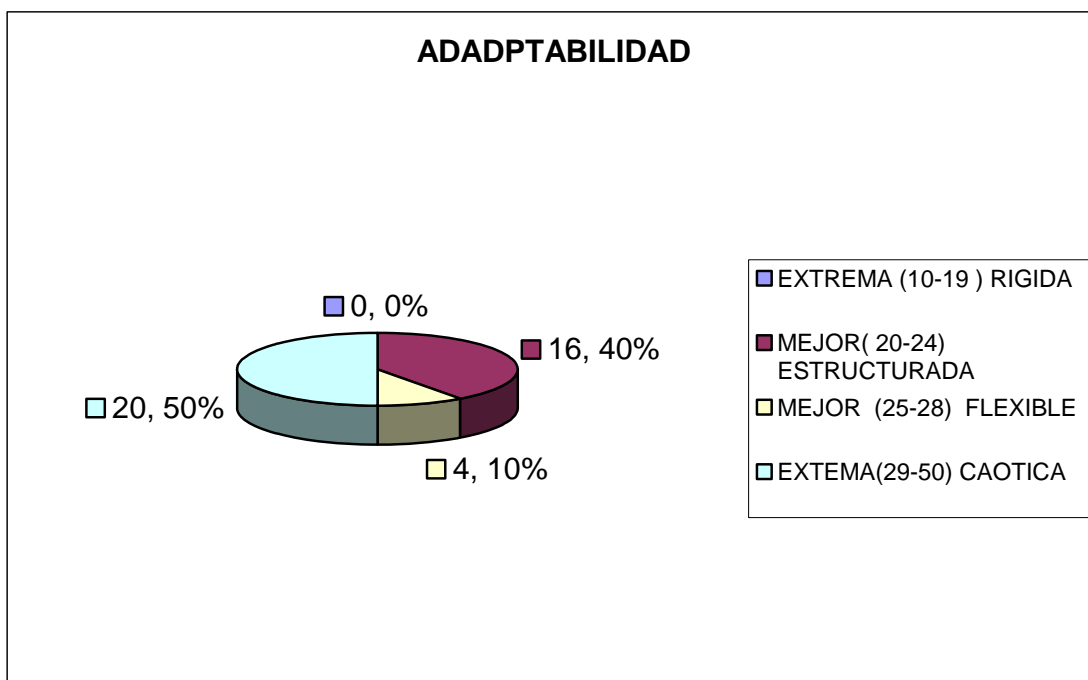 ADADPTABILIDAD
0, 0%
16, 40%
20, 50%
4, 10%
EXTREMA (10-19 ) RIGIDA
MEJOR( 20-24)
ESTRUCTURADA
MEJOR  (25-28)  FLEXIBLE
EXTEMA(29-50) CAOTICA